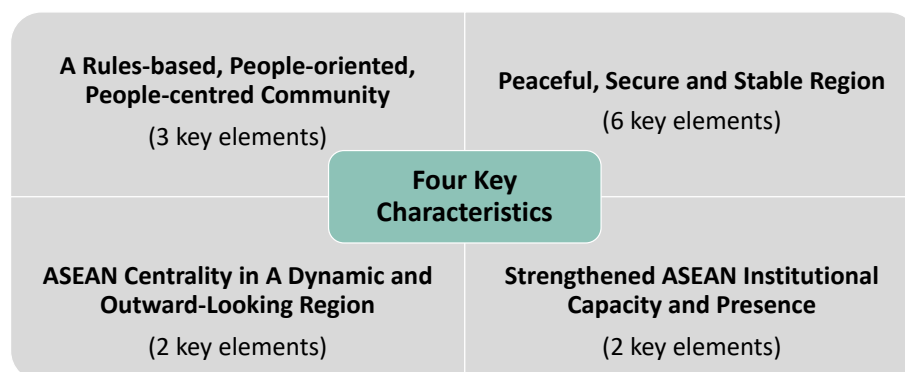 A Rules-based, People-oriented,
People-centred Community
(3 key elements)
Peaceful, Secure and Stable Region
(6 key elements)
Four Key
Characteristics
ASEAN Centrality in A Dynamic and
Outward-Looking Region
(2 key elements)
Strengthened ASEAN Institutional
Capacity and Presence
(2 key elements)